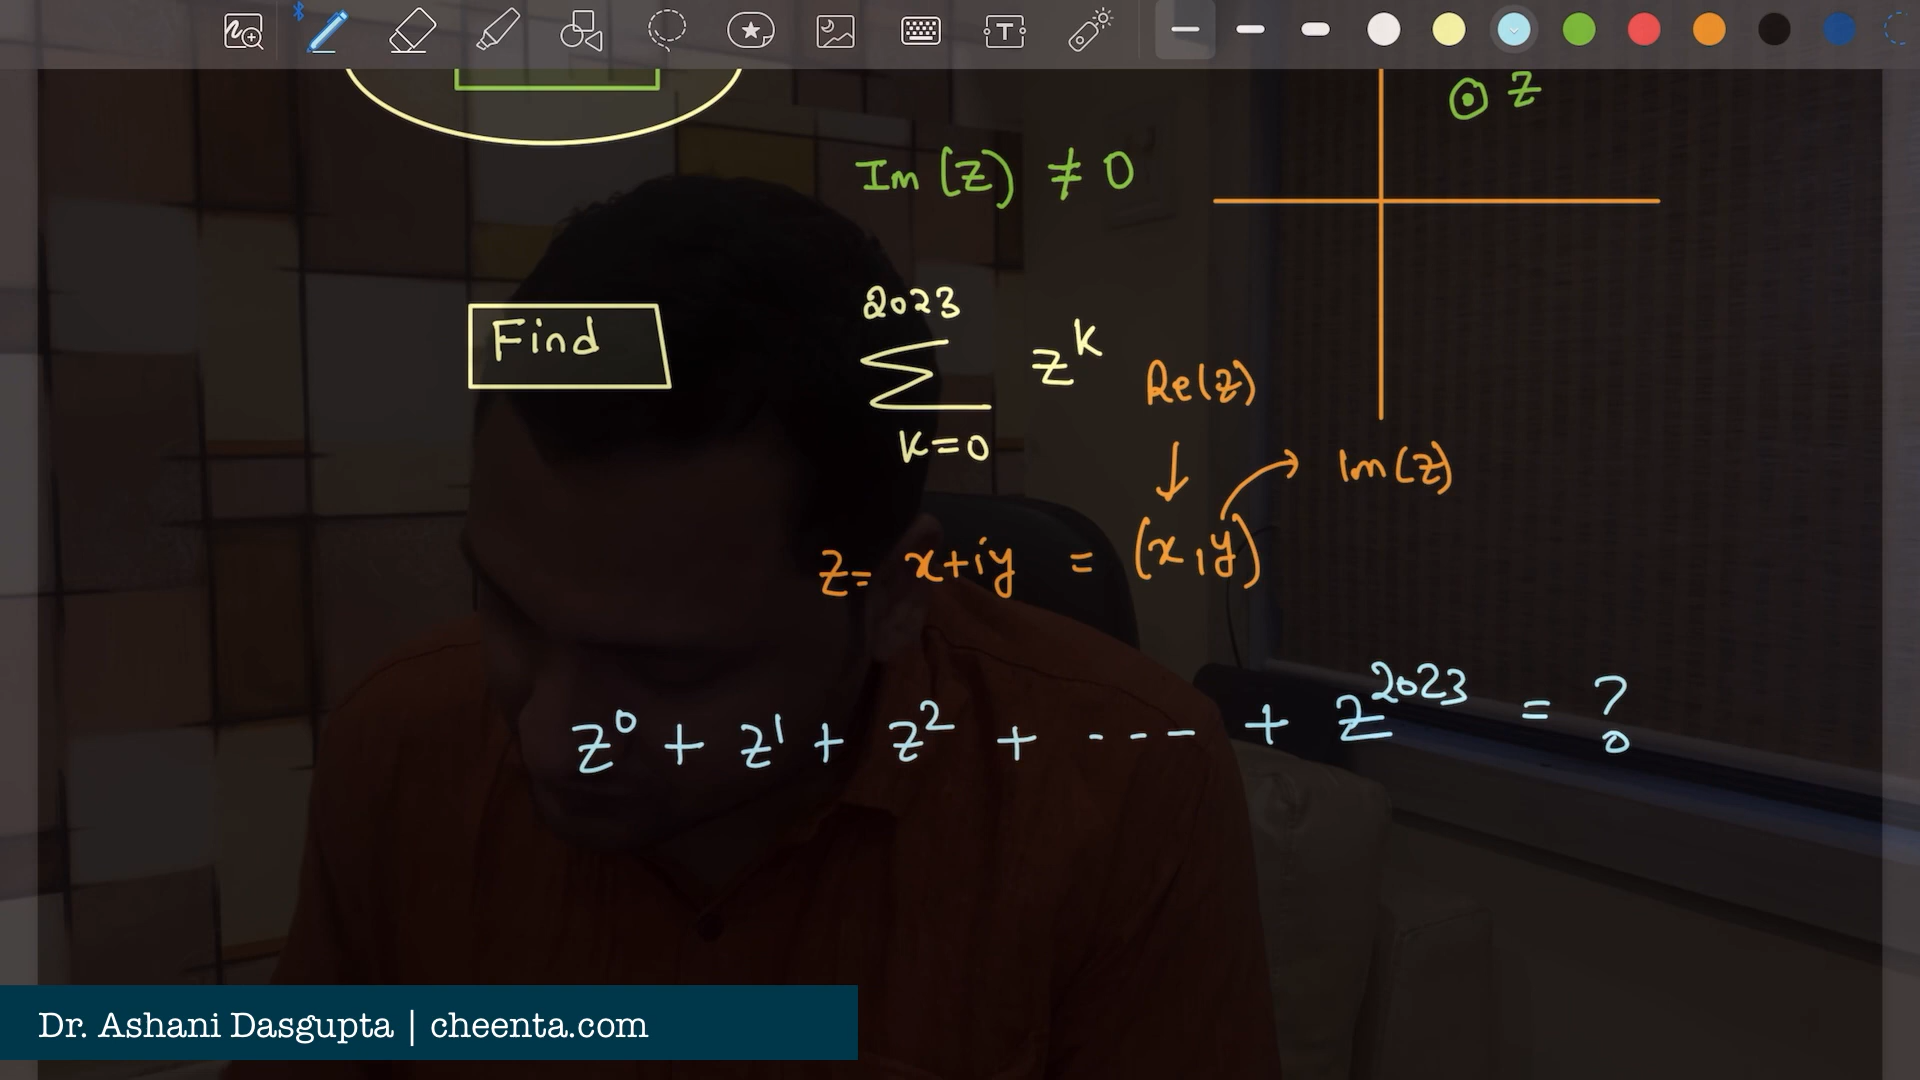 Z
Im (Z) ≠ 0
Find
2023
∑ z^k
K=0
Re(z)
Im(z)
z= x+iy = (x,y)
z^0 + z^1 + z^2 + --- + z^2023 = ?
Dr. Ashani Dasgupta | cheenta.com